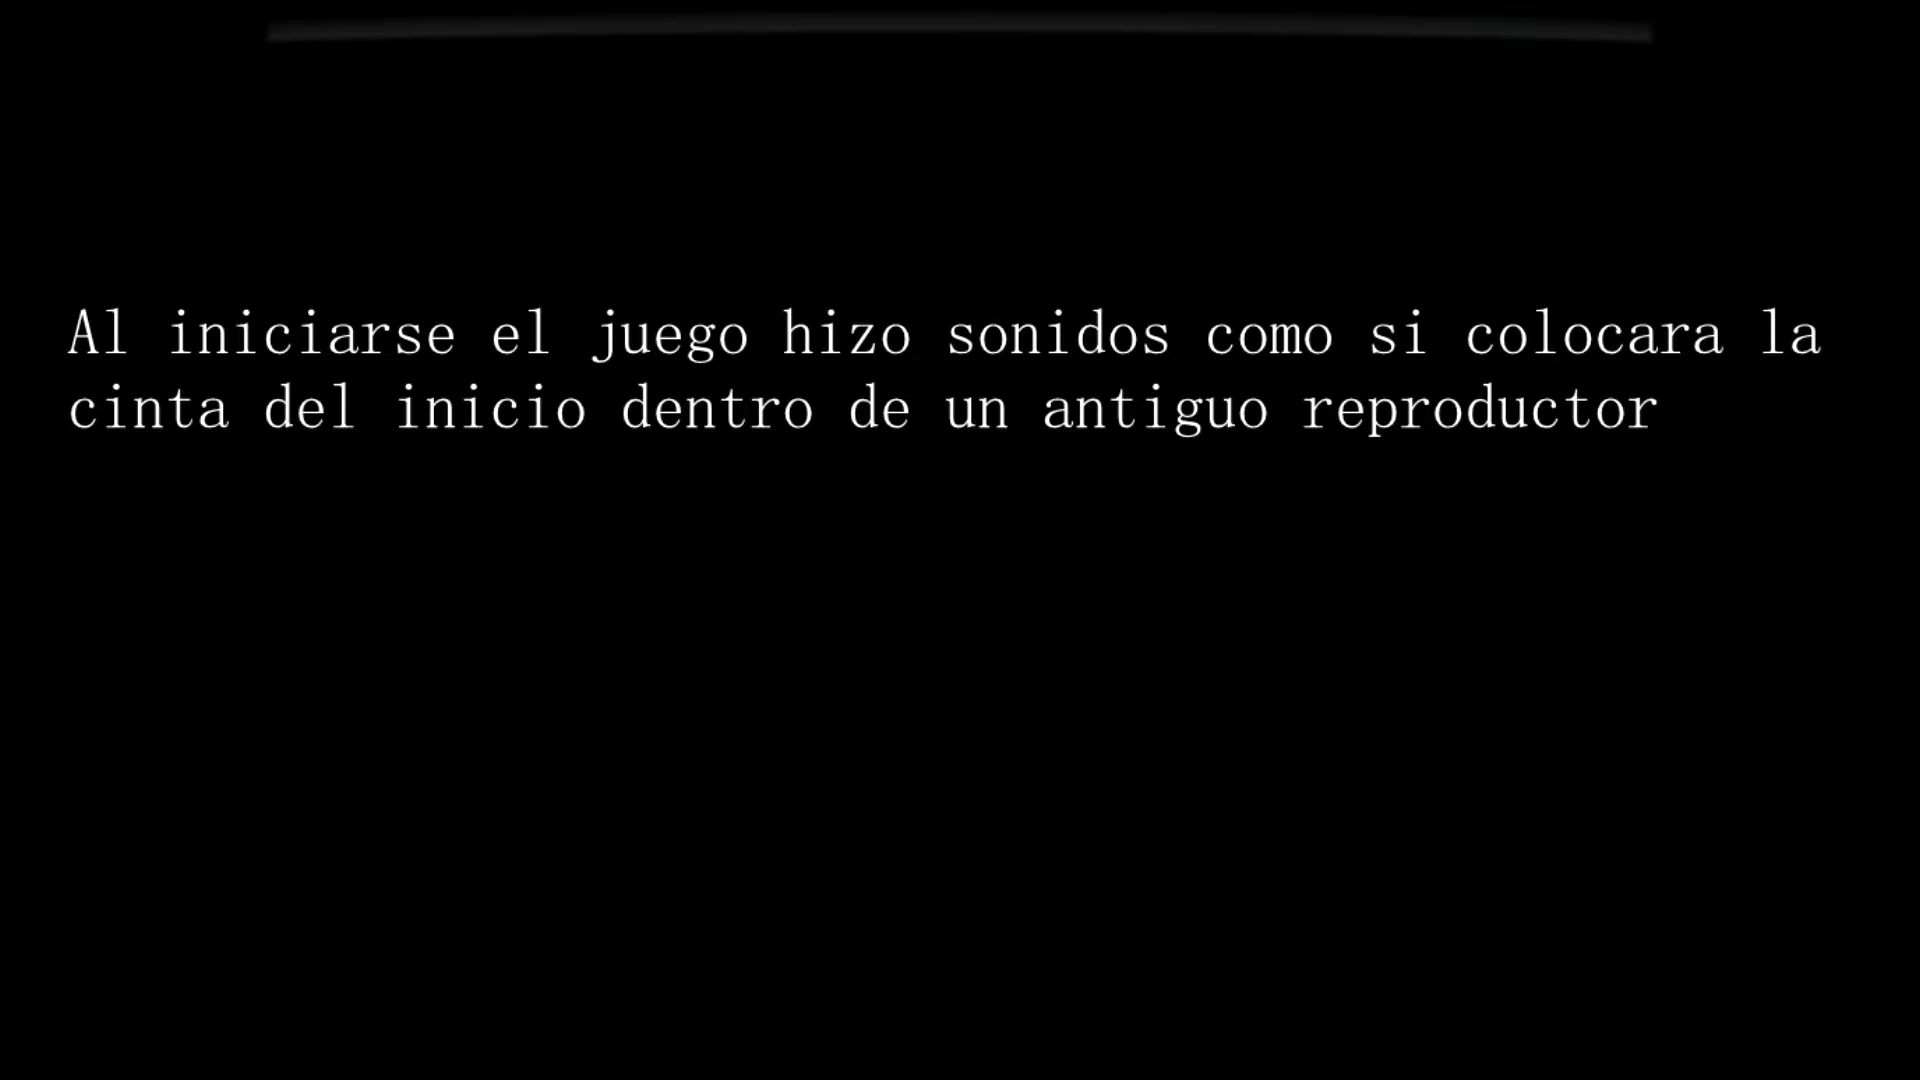 Al iniciarse el juego hizo sonidos como si colocara la
cinta del inicio dentro de un antiguo reproductor